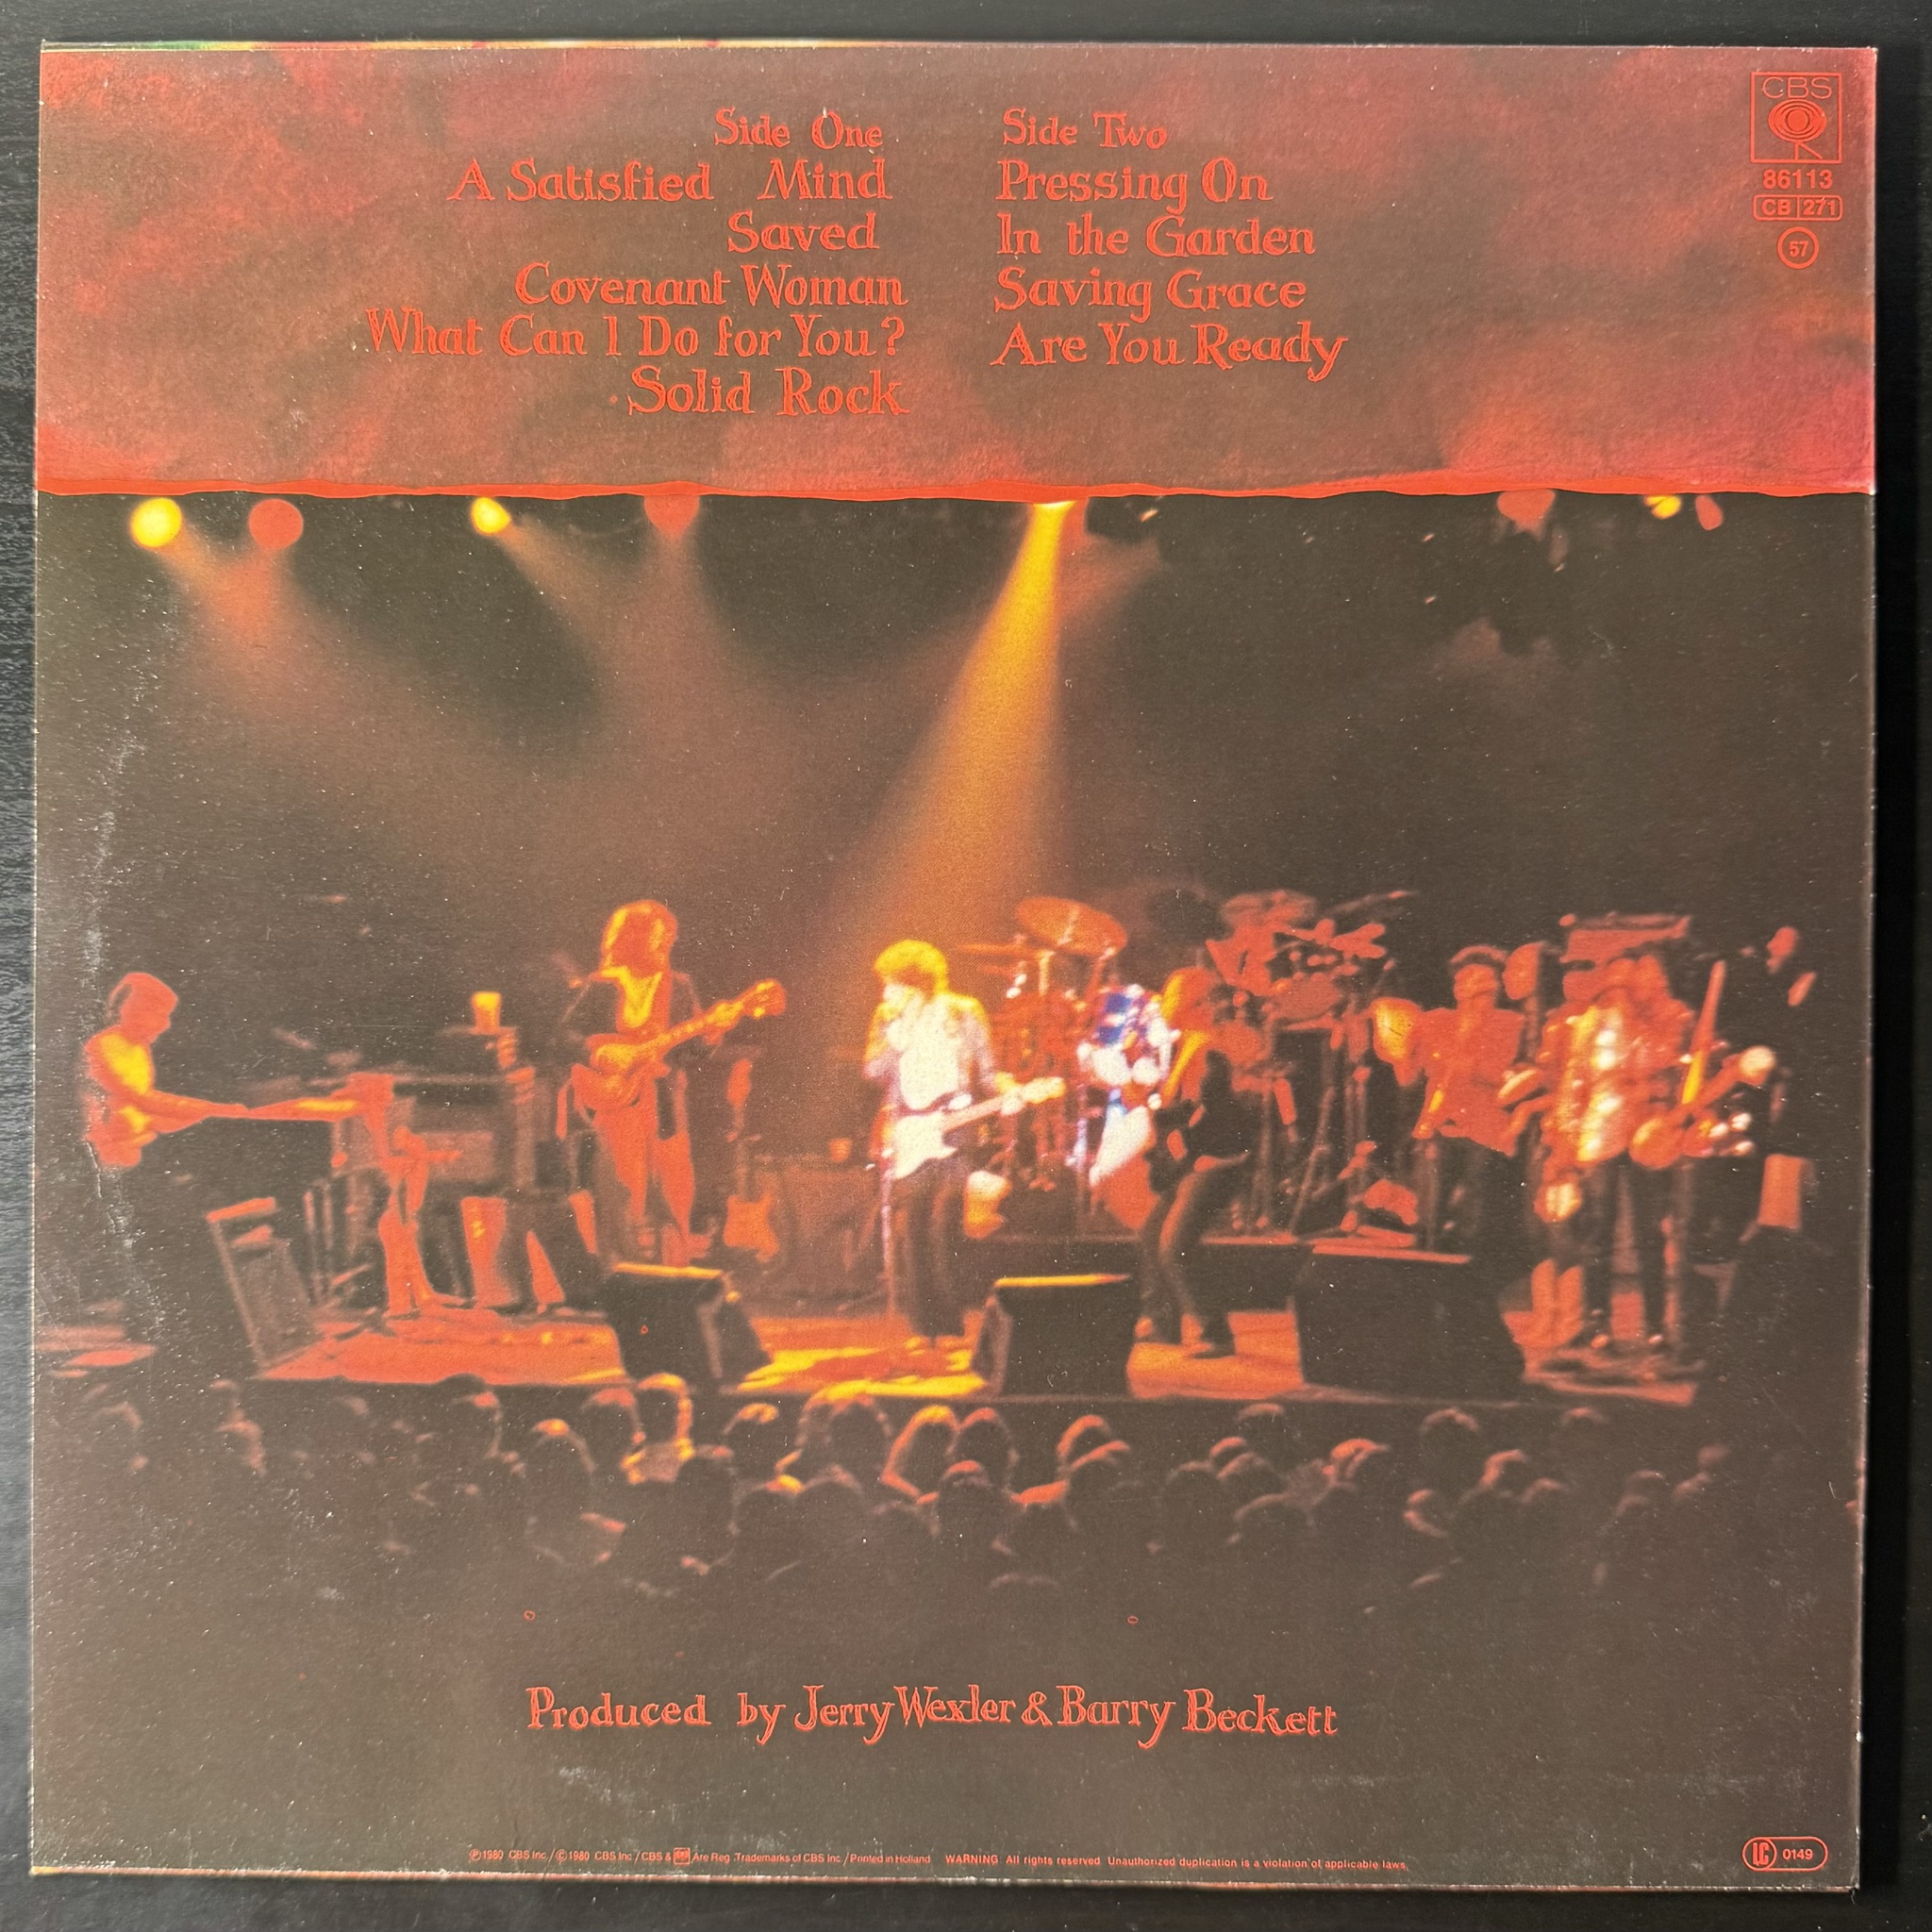 Side One
A Satisfied Mind
Saved
Covenant Woman
What Can I Do for You?
Solid Rock
Side Two
Pressing On
In the Garden
Saving Grace
Are You Ready
CBS
86113
CB 271
57
Produced by Jerry Wexler & Barry Beckett
℗ 1980 CBS Inc./© 1980 CBS Inc./CBS & Are Reg. Trademarks of CBS Inc./Printed in Holland WARNING: All rights reserved. Unauthorized duplication is a violation of applicable laws.
LC 0149